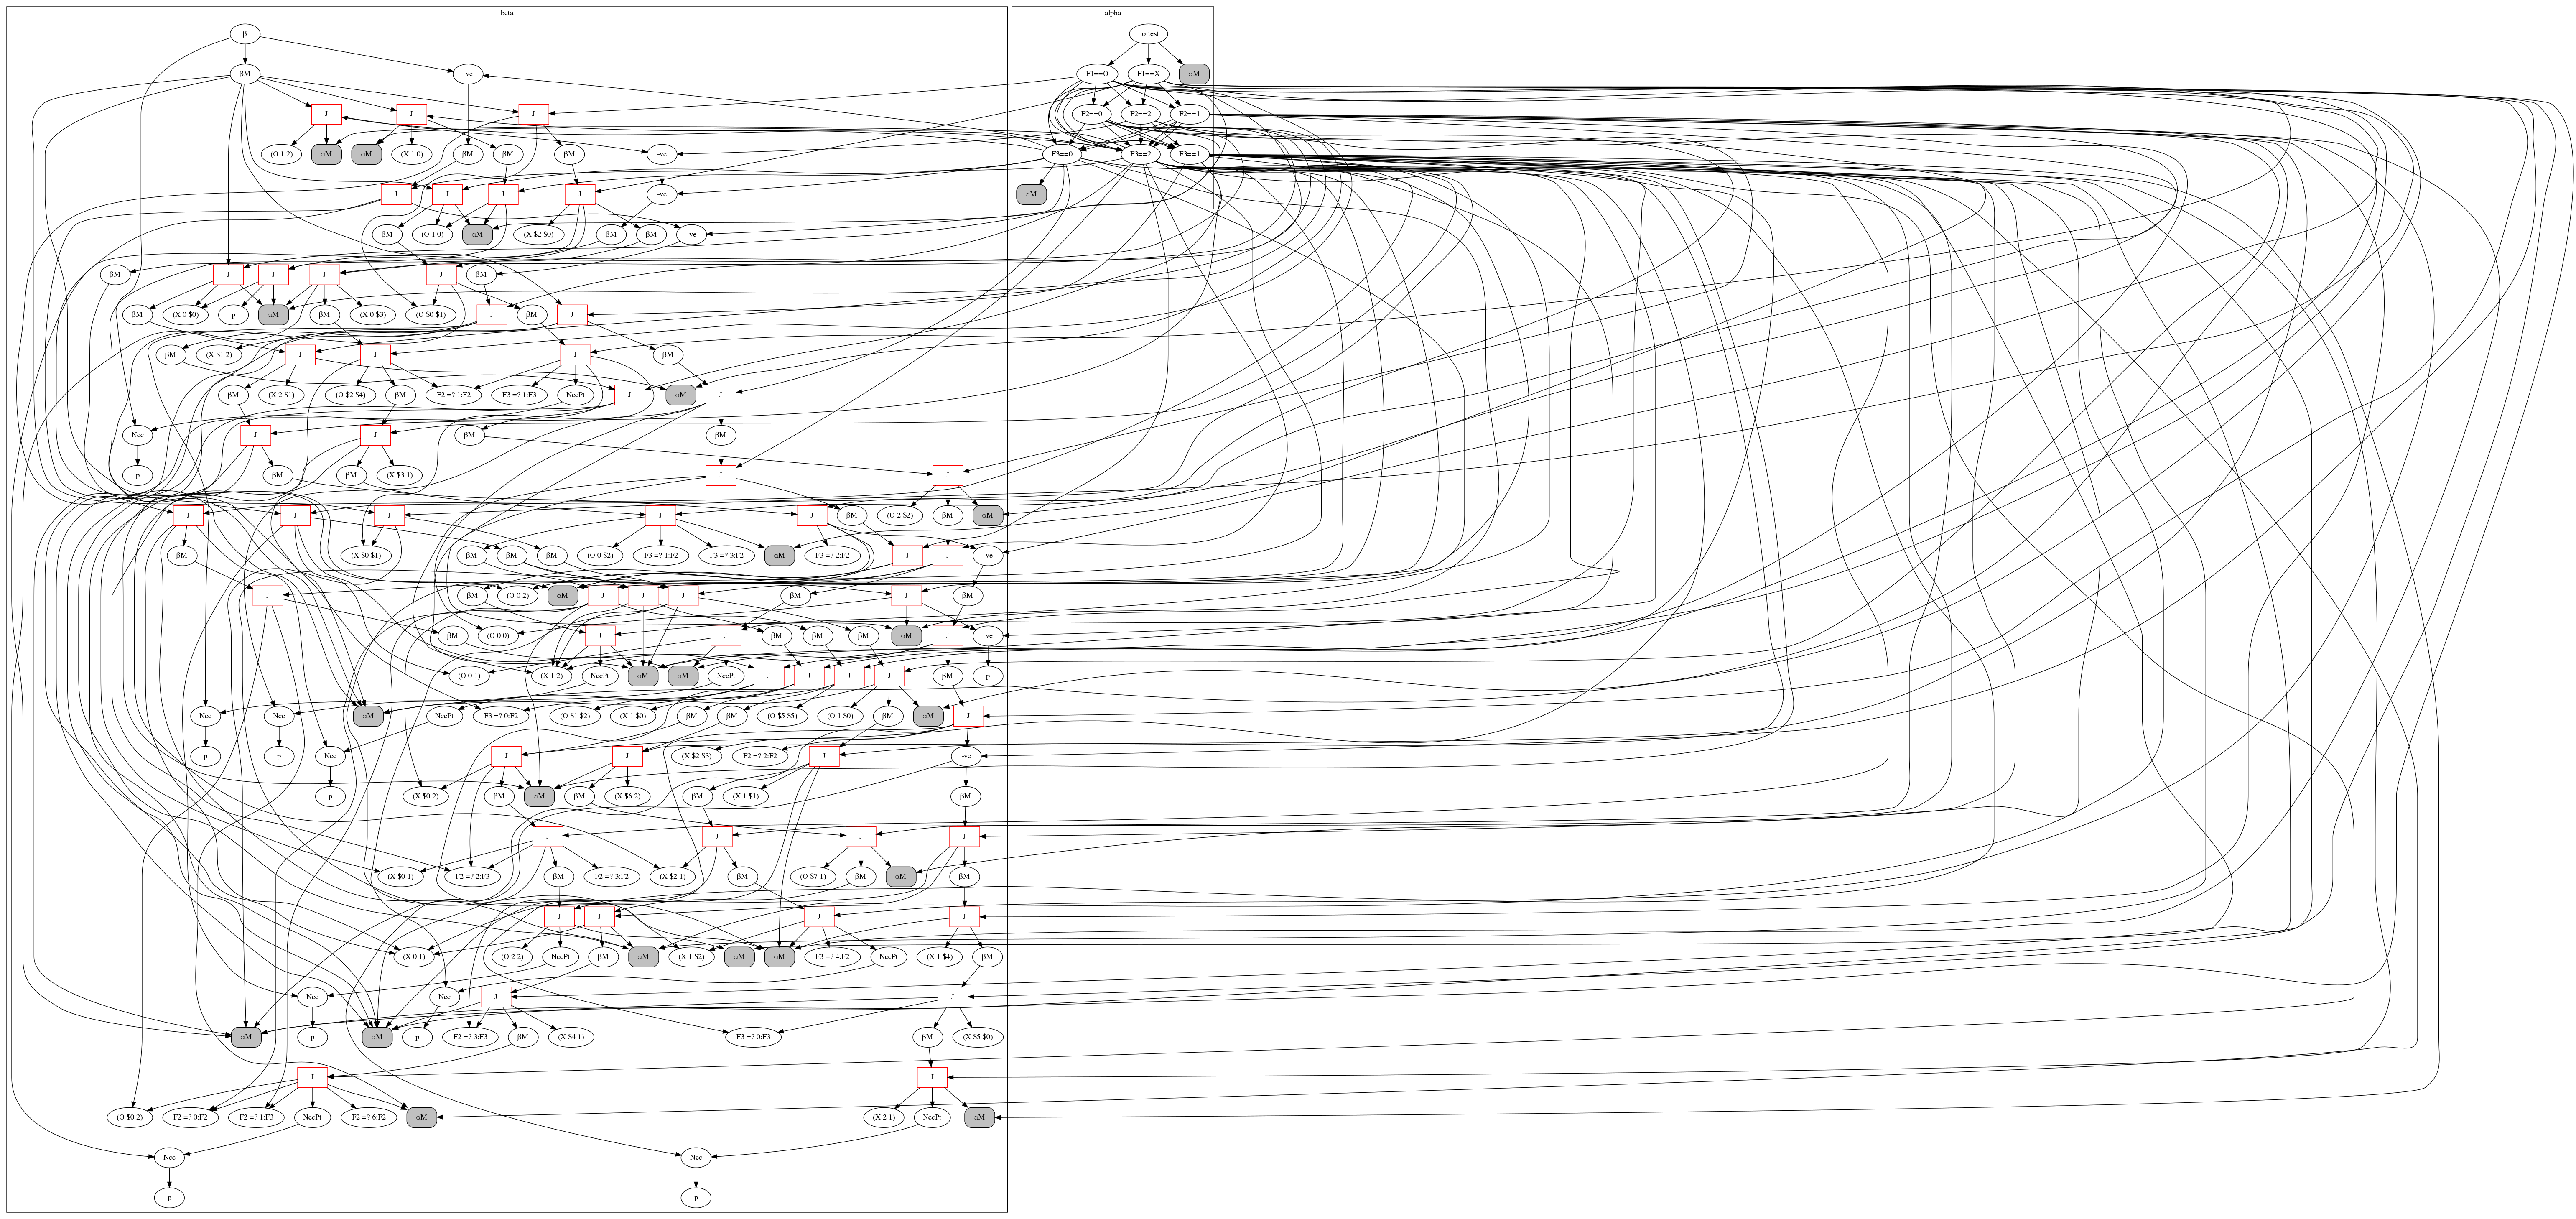 beta alpha
β no-test
βM -ve F1==O F1==X αM
J J J F2==0 F2==2 F2==1
(O 1 2) αM αM (X 1 0) βM βM βM -ve F3==0 F3==2 F3==1
J J J J -ve αM
βM (O 1 0) αM (X $2 $0) βM βM -ve
βM J J J J βM
βM (X 0 $0) p αM βM (X 0 $3) (O $0 $1) J βM J
βM (X $1 2) J J J βM
βM (X 2 $1) (O $2 $4) βM F2 =? 1:F2 F3 =? 1:F3 NccPt J αM J
Ncc J J βM βM
p βM βM (X $3 1) J J
J J J J J βM (O 2 $2) βM αM
βM (X $0 $1) βM βM βM (O 0 $2) F3 =? 1:F2 F3 =? 3:F2 αM F3 =? 2:F2 J J -ve
J βM (O 0 2) αM J J J βM J βM
βM (O 0 0) J J βM βM βM αM J -ve
(O 0 1) (X 1 2) NccPt αM αM NccPt J J J J βM p
Ncc Ncc αM NccPt F3 =? 0:F2 (O $1 $2) (X 1 $0) βM βM (O $5 $5) (O 1 $0) βM αM J
p p Ncc J J (X $2 $3) F2 =? 2:F2 J -ve
p (X $0 2) βM αM βM (X $6 2) βM (X 1 $1) βM
J J J J
(X $0 1) F2 =? 2:F3 βM F2 =? 3:F2 (X $2 1) βM (O $7 1) βM αM βM
J J J J
(X 0 1) (O 2 2) NccPt βM αM (X 1 $2) αM αM F3 =? 4:F2 NccPt (X 1 $4) βM
Ncc Ncc J J
αM p αM p F2 =? 3:F3 βM (X $4 1) F3 =? 0:F3 βM (X $5 $0)
J J
(O $0 2) F2 =? 0:F2 F2 =? 1:F3 NccPt F2 =? 6:F2 αM (X 2 1) NccPt αM
Ncc Ncc
p p